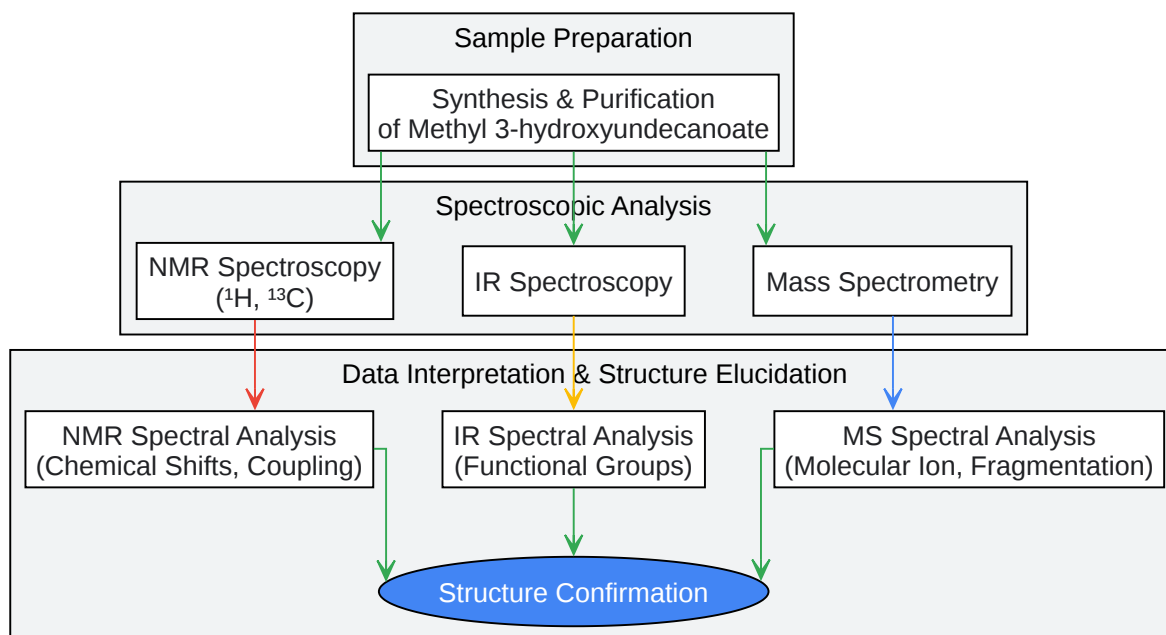 Sample Preparation
Synthesis & Purification
of Methyl 3-hydroxyundecanoate
Spectroscopic Analysis
NMR Spectroscopy
(¹H, ¹³C)
IR Spectroscopy
Mass Spectrometry
Data Interpretation & Structure Elucidation
NMR Spectral Analysis
(Chemical Shifts, Coupling)
IR Spectral Analysis
(Functional Groups)
MS Spectral Analysis
(Molecular Ion, Fragmentation)
Structure Confirmation